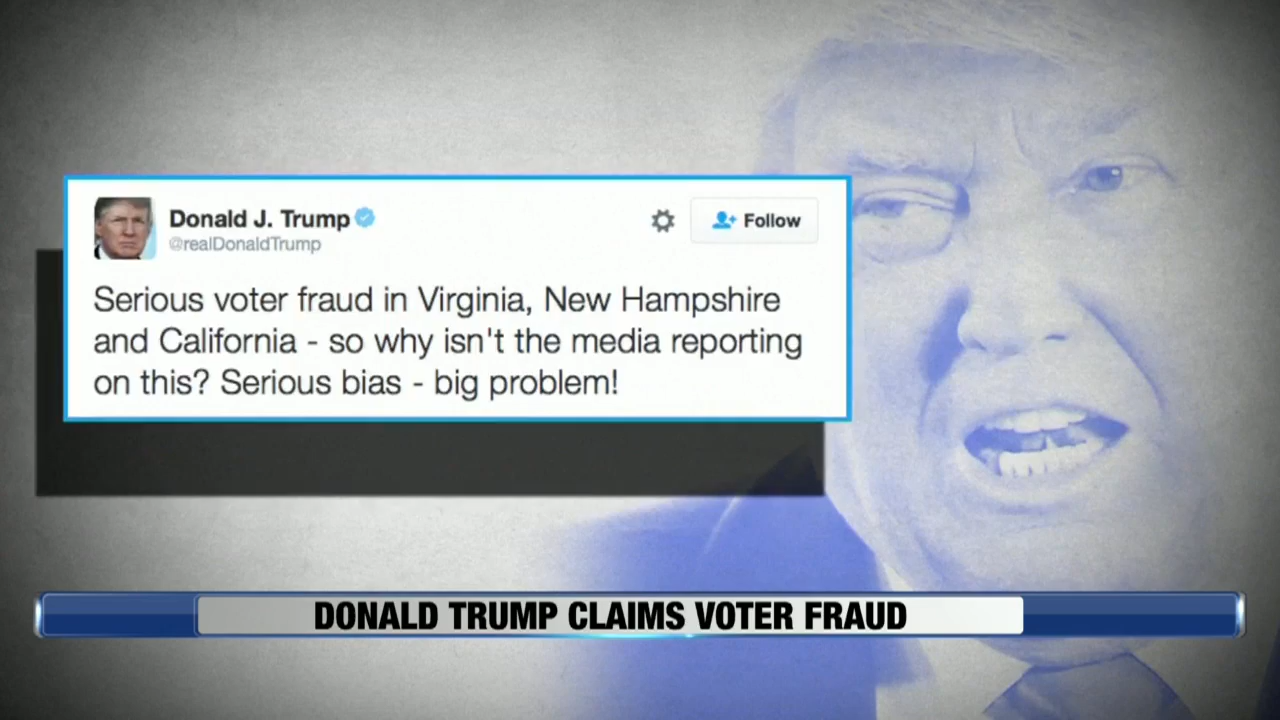 Donald J. Trump
@realDonaldTrump
Follow
Serious voter fraud in Virginia, New Hampshire
and California - so why isn't the media reporting
on this? Serious bias - big problem!
DONALD TRUMP CLAIMS VOTER FRAUD